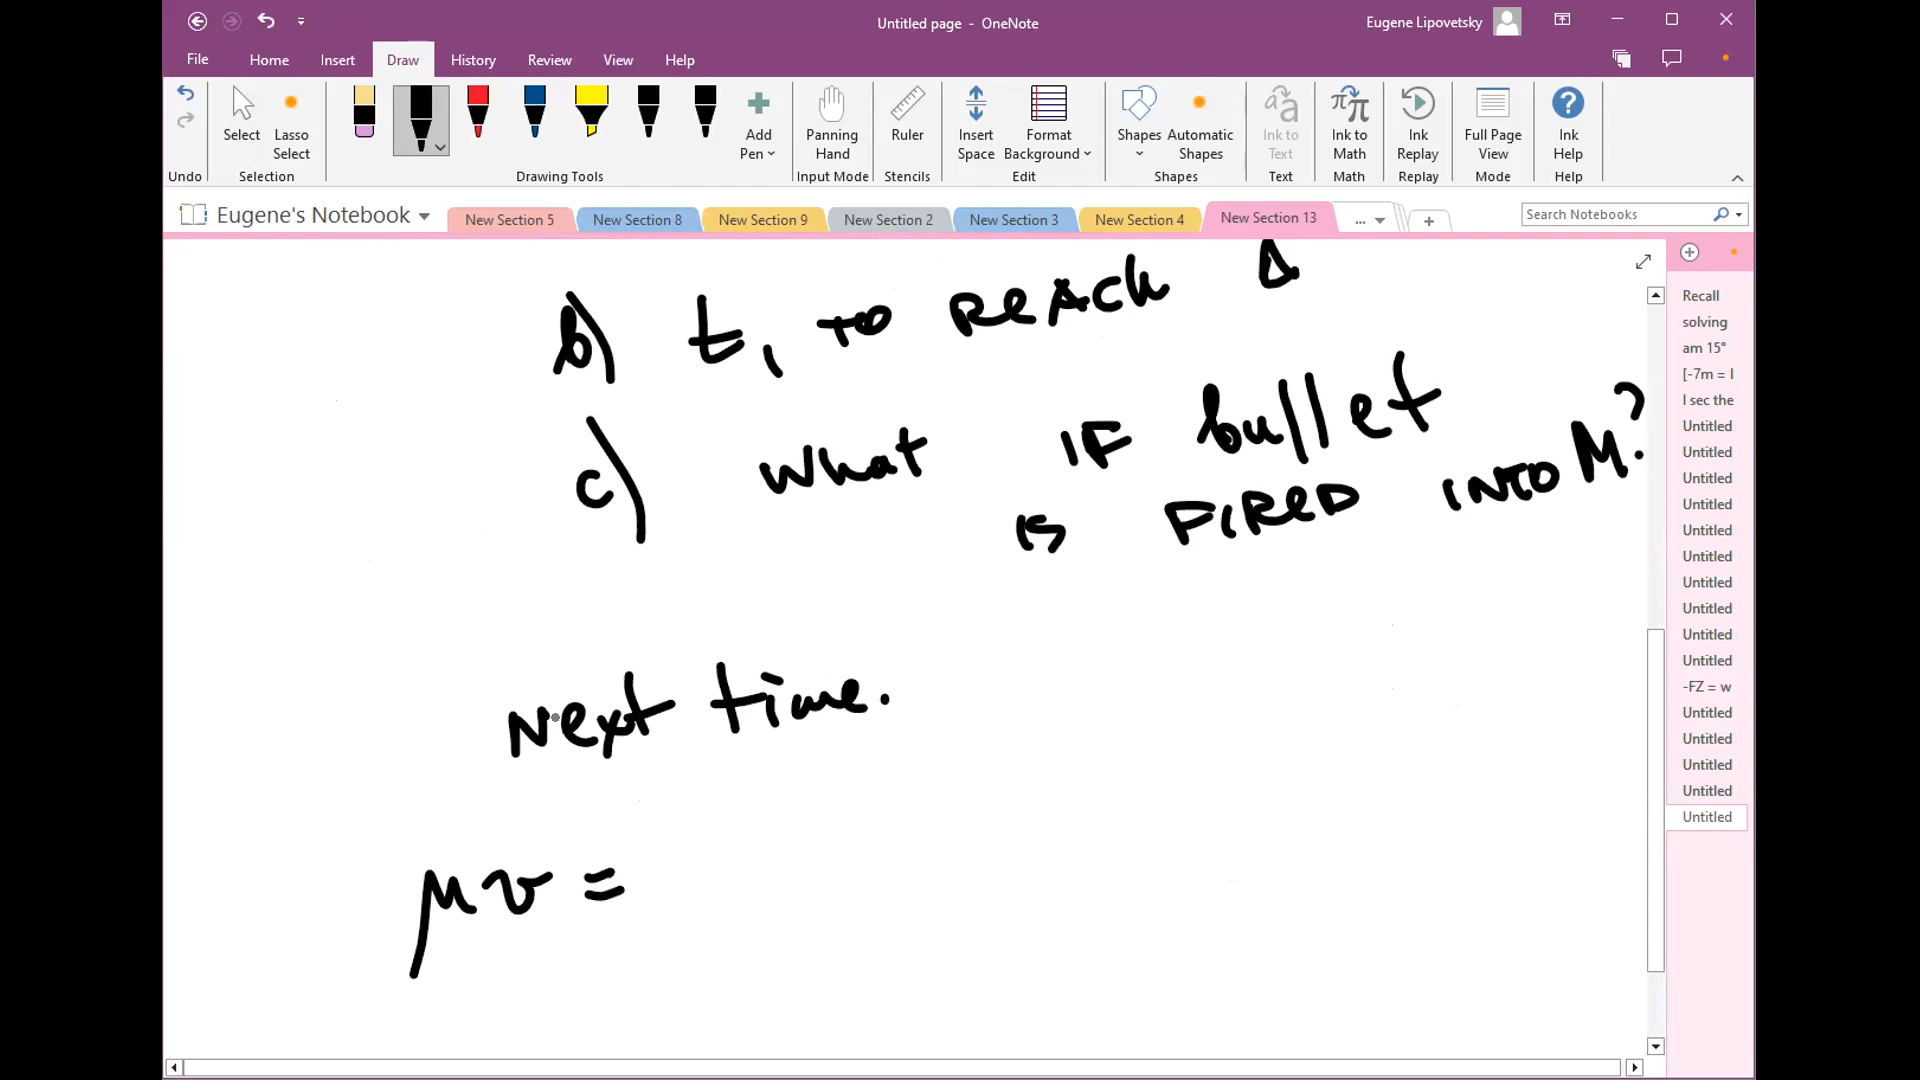 Untitled page - OneNote
Eugene Lipovetsky
File Home Insert Draw History Review View Help
Select
Lasso Select
Add Pen
Panning Hand
Ruler
Insert Space
Format Background
Shapes
Automatic Shapes
Ink to Text
Ink to Math
Ink Replay
Full Page View
Ink Help
Undo Selection Drawing Tools Input Mode Stencils Edit Shapes Text Math Replay Mode Help
Eugene's Notebook
New Section 5 New Section 8 New Section 9 New Section 2 New Section 3 New Section 4 New Section 13 ...
Search Notebooks
b) t, to REACH Δ
c) What IF bullet
is FIRED INTO M?
Next time.
μv =
Recall
solving
am 15°
[-7m = l
I sec the
Untitled
Untitled
Untitled
Untitled
Untitled
Untitled
Untitled
Untitled
Untitled
Untitled
-FZ = w
Untitled
Untitled
Untitled
Untitled
Untitled